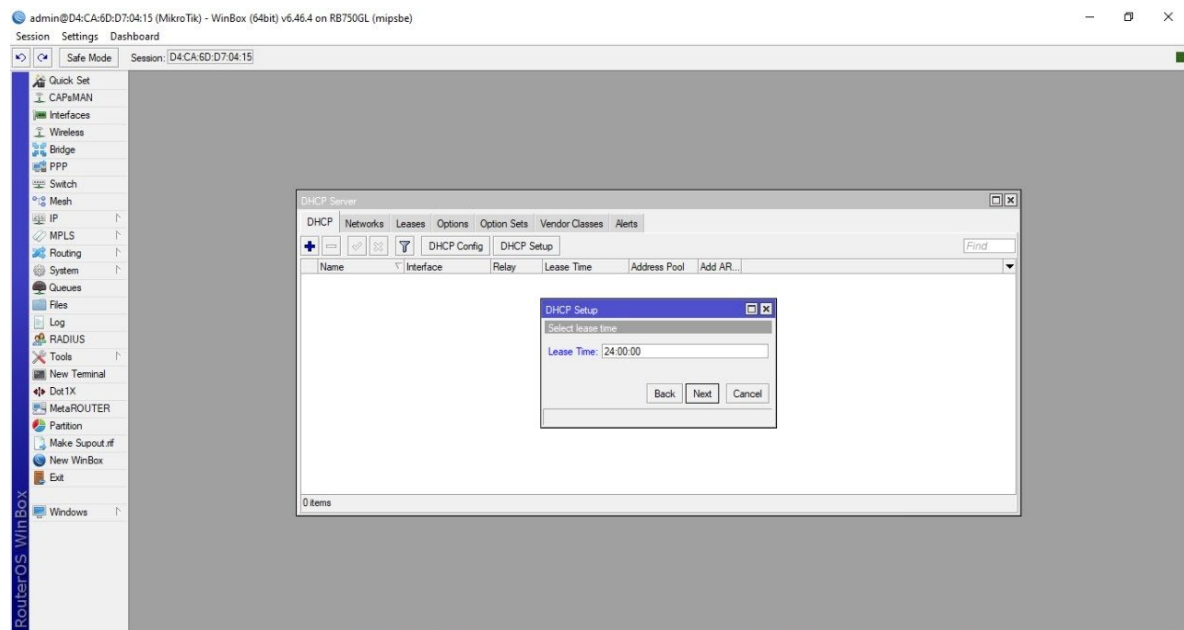 admin@D4:CA:6D:D7:04:15 (MikroTik) - WinBox (64bit) v6.46.4 on RB750GL (mipsbe)
Session Settings Dashboard
Safe Mode Session: D4:CA:6D:D7:04:15
Quick Set
CAPsMAN
Interfaces
Wireless
Bridge
PPP
Switch
Mesh
IP
MPLS
Routing
System
Queues
Files
Log
RADIUS
Tools
New Terminal
Dot1X
MetaROUTER
Partition
Make Supout.rif
New WinBox
Exit
Windows
RouterOS WinBox
DHCP Server
DHCP Networks Leases Options Option Sets Vendor Classes Alerts
DHCP Config DHCP Setup Find
Name Interface Relay Lease Time Address Pool Add AR...
DHCP Setup
Select lease time
Lease Time: 24:00:00
Back Next Cancel
0 items